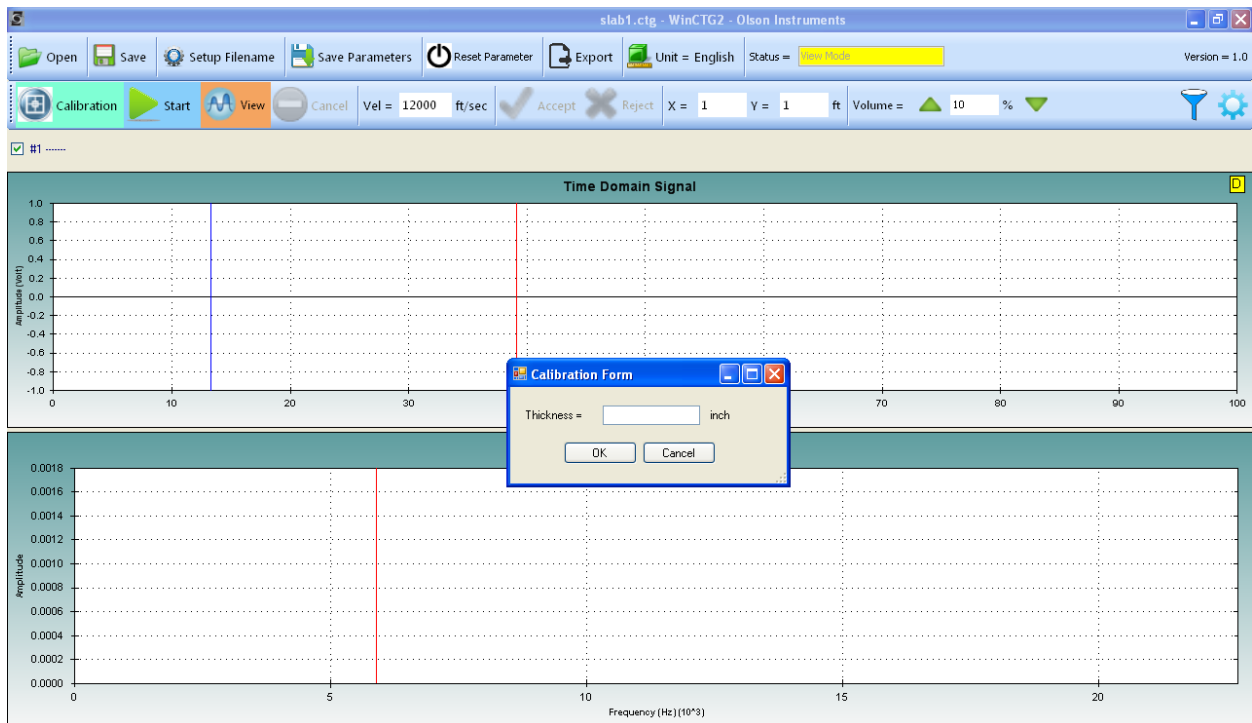 slab1.ctg - WinCTG2 - Olson Instruments
Open Save Setup Filename Save Parameters Reset Parameter Export Unit = English Status = View Mode Version = 1.0
Calibration Start View Cancel Vel = 12000 ft/sec Accept Reject X = 1 Y = 1 ft Volume = 10 %
#1 -------
Time Domain Signal
D
1.0
0.8
0.6
0.4
0.2
0.0
-0.2
-0.4
-0.6
-0.8
-1.0
Amplitude (Volt)
0 10 20 30 70 80 90 100
Calibration Form
Thickness = inch
OK Cancel
0.0018
0.0016
0.0014
0.0012
0.0010
0.0008
0.0006
0.0004
0.0002
0.0000
Amplitude
0 5 10 15 20
Frequency (Hz) (10^3)